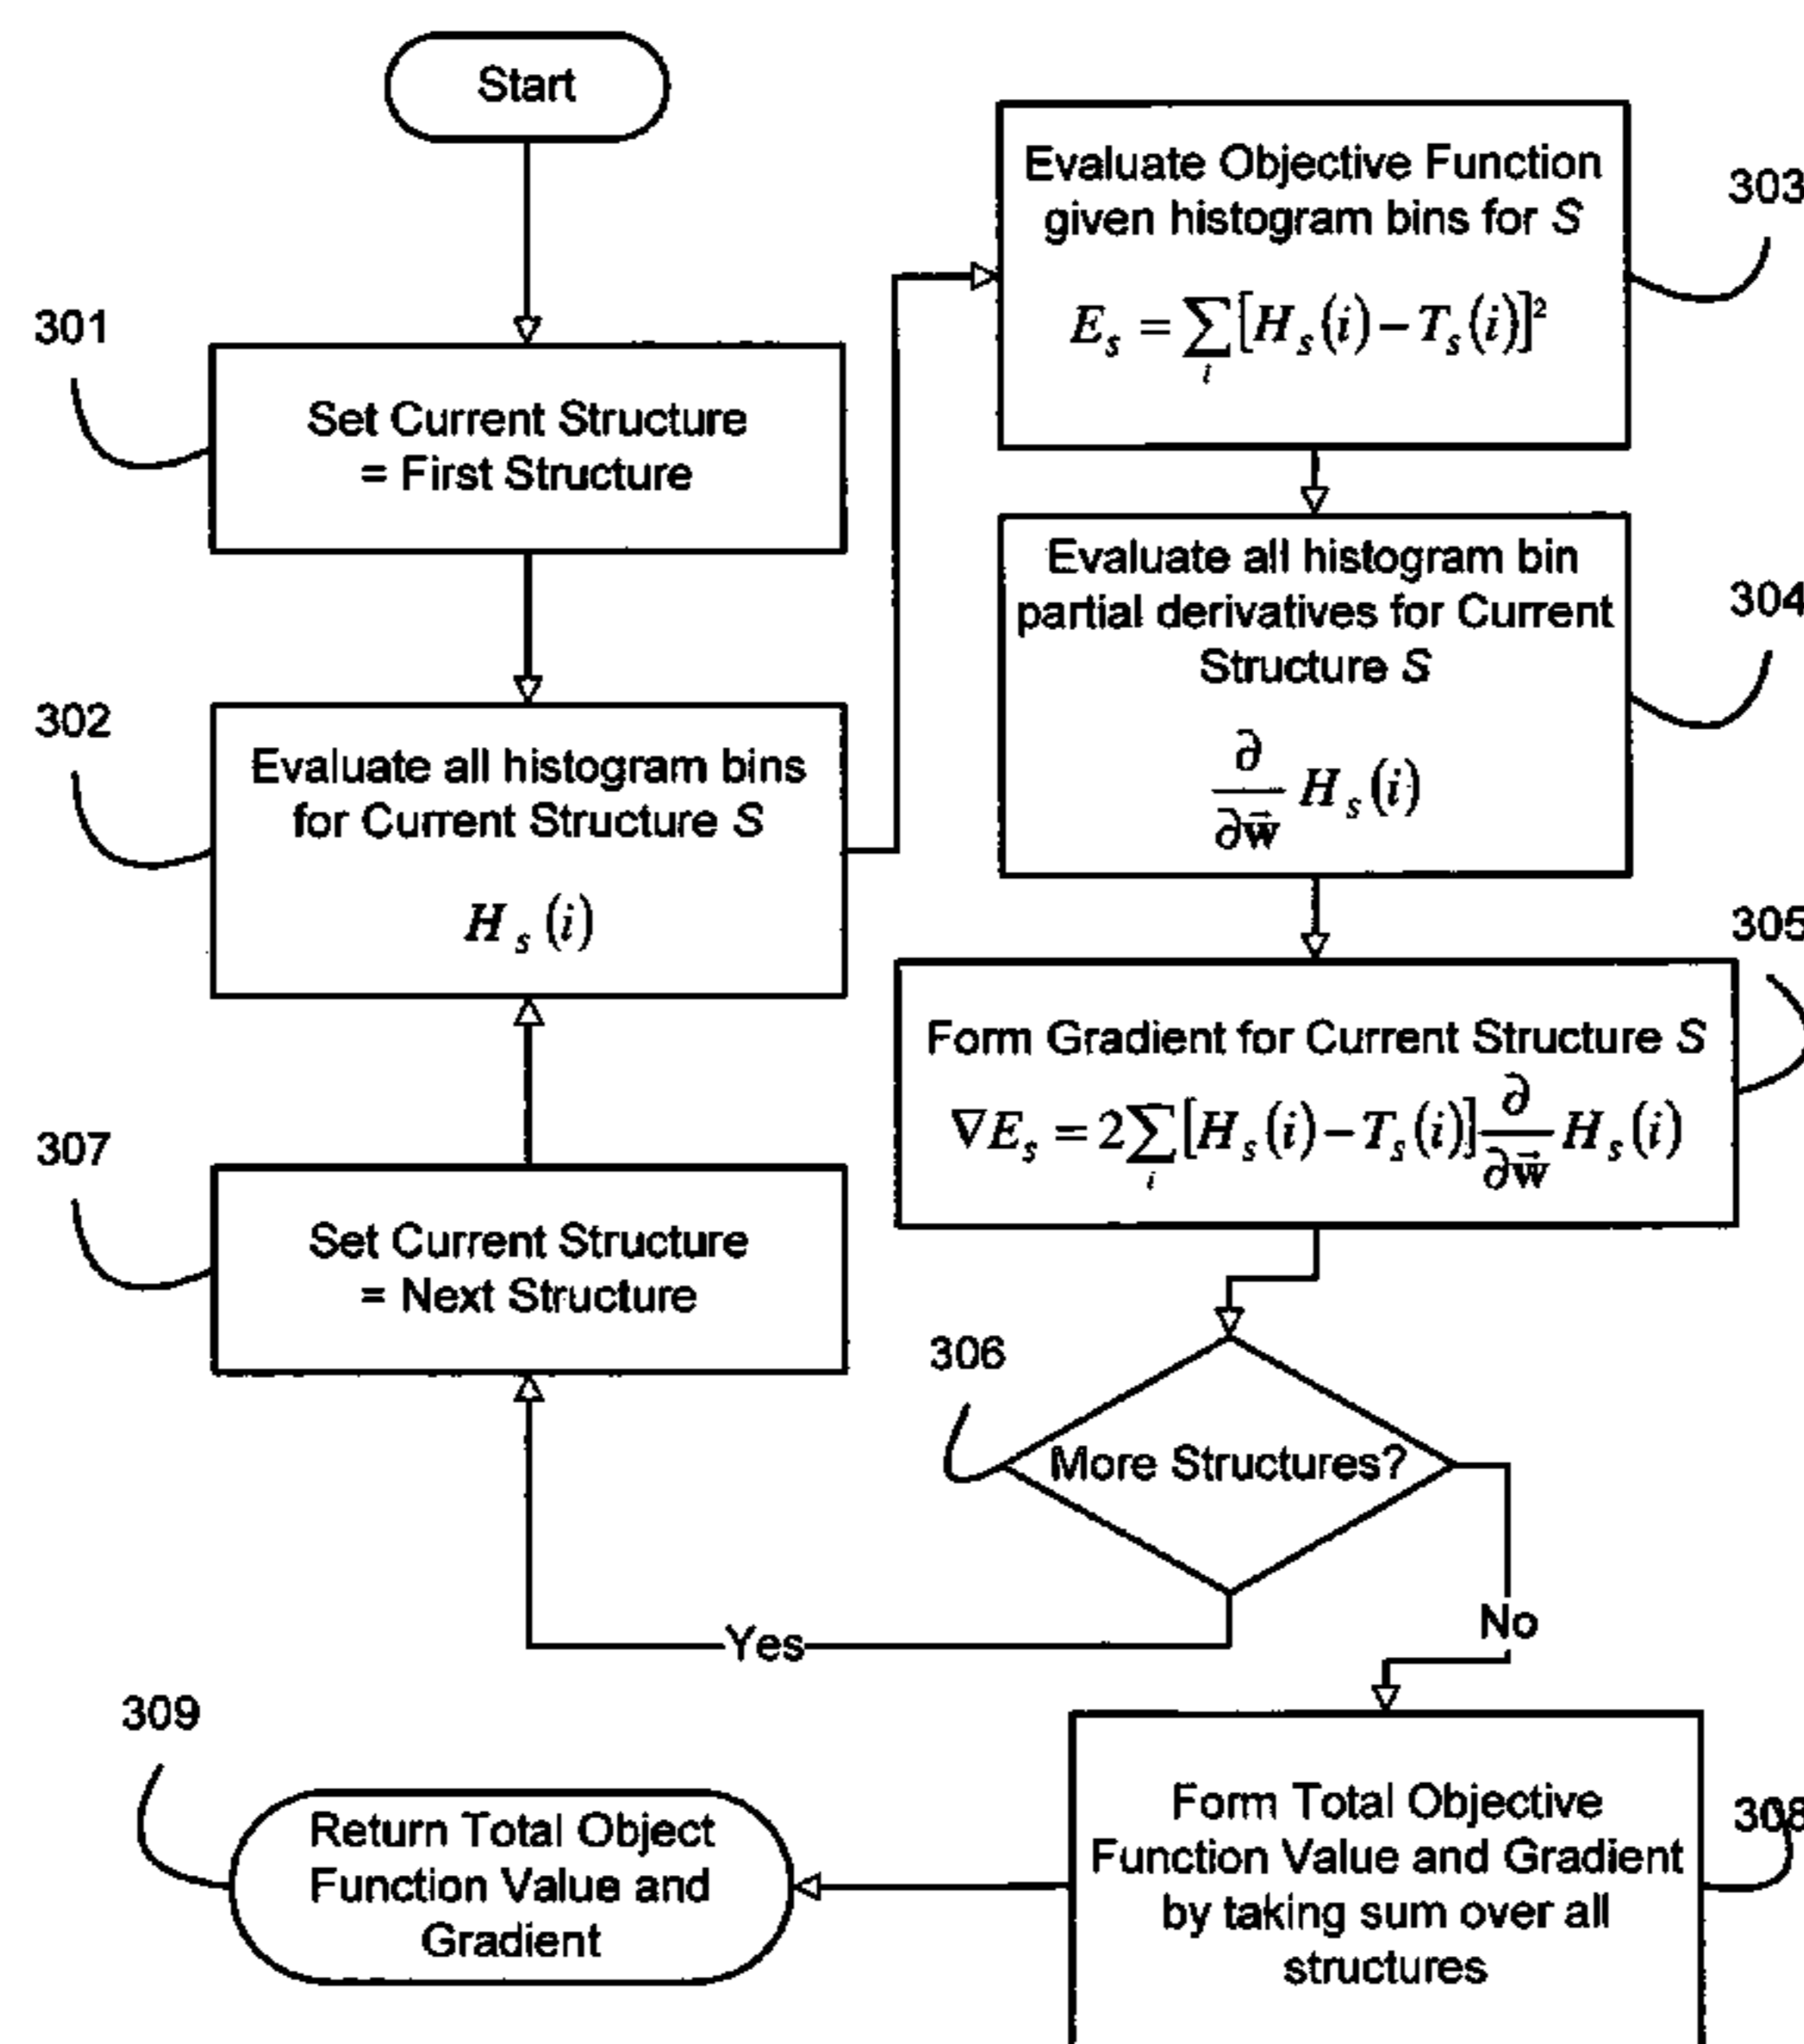 Start
301
Set Current Structure
= First Structure
302
Evaluate all histogram bins
for Current Structure S
H_s(i)
303
Evaluate Objective Function
given histogram bins for S
E_s = ∑_i [H_s(i) − T_s(i)]²
304
Evaluate all histogram bin
partial derivatives for Current
Structure S
∂/∂w⃗ H_s(i)
305
Form Gradient for Current Structure S
∇E_s = 2∑_i [H_s(i) − T_s(i)] ∂/∂w⃗ H_s(i)
306
More Structures?
Yes
No
307
Set Current Structure
= Next Structure
308
Form Total Objective
Function Value and Gradient
by taking sum over all
structures
309
Return Total Object
Function Value and
Gradient